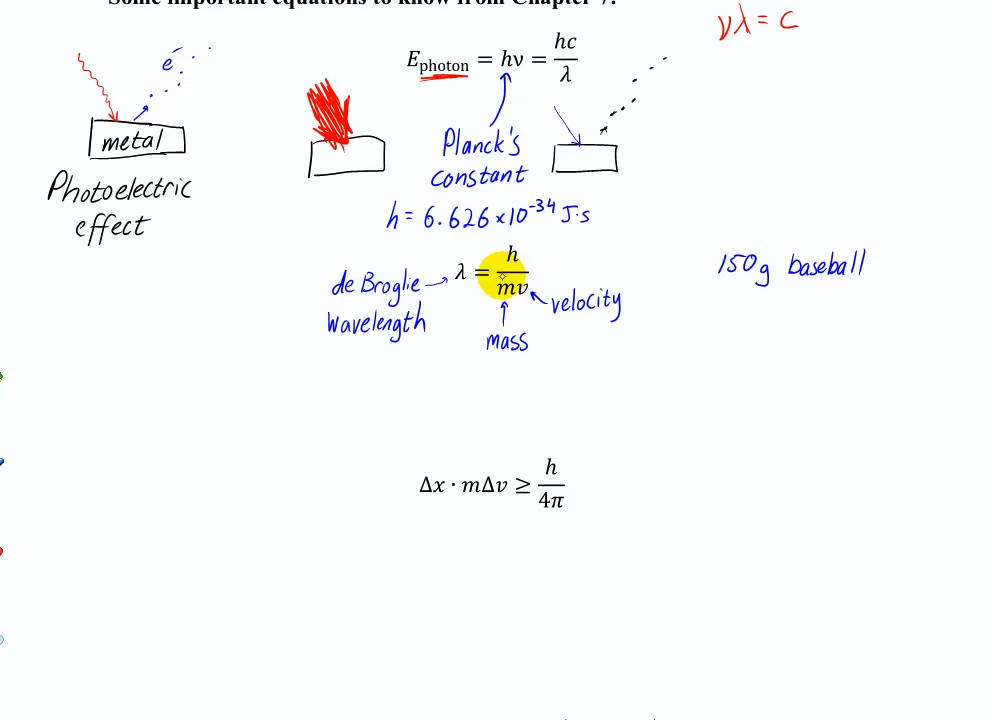 Some important equations to know from Chapter 7:
νλ = C
e⁻
E_photon = hν = hc/λ
metal
Planck's
constant
Photoelectric
effect
h = 6.626×10⁻³⁴ J·s
150g baseball
de Broglie → λ = h/mv
wavelength
velocity
mass
Δx · mΔv ≥ h/4π